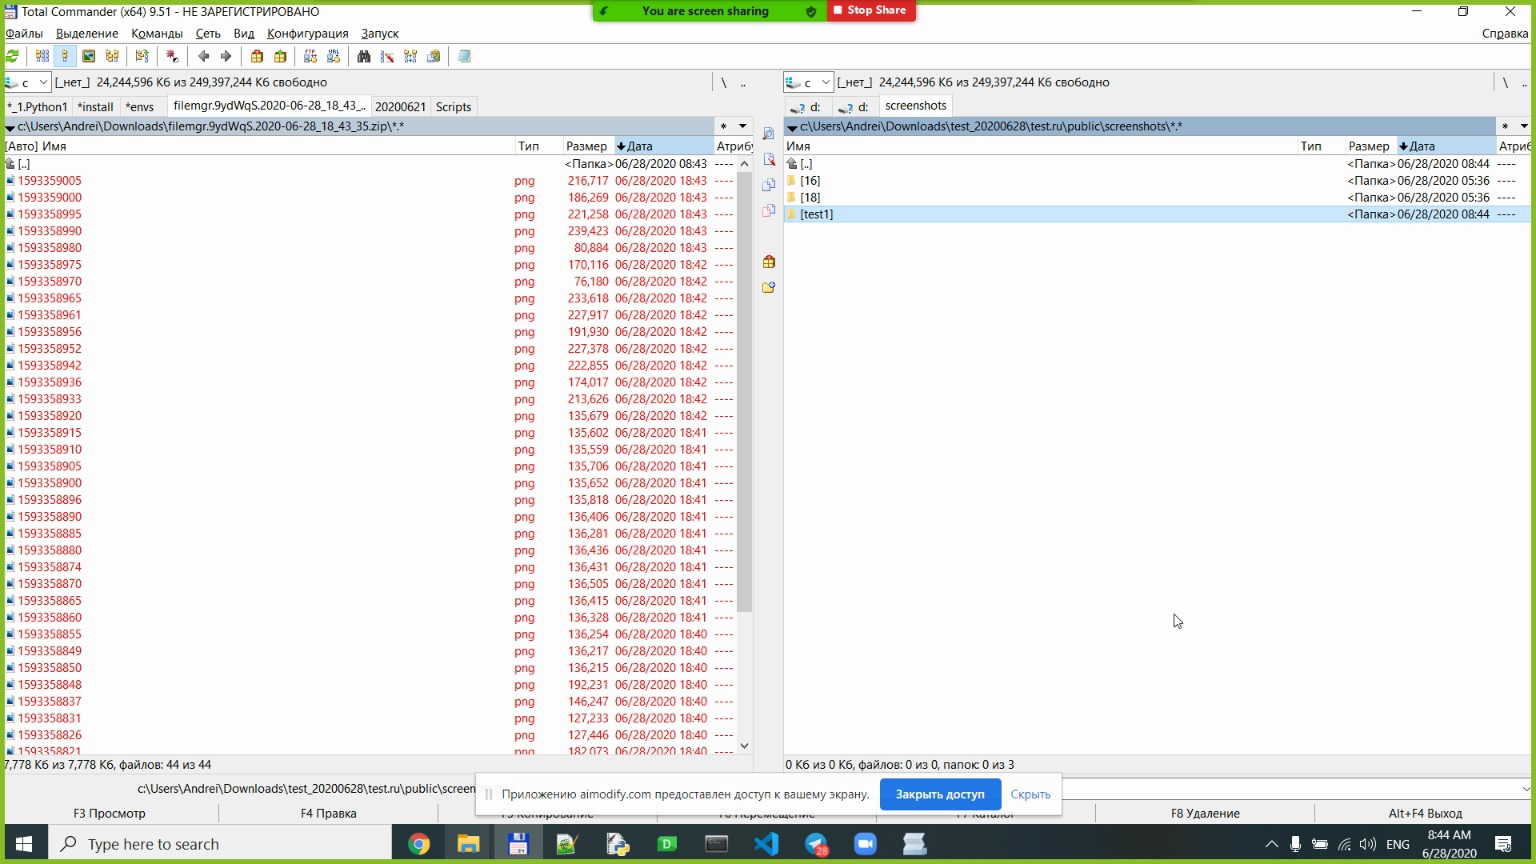 Total Commander (x64) 9.51 - НЕ ЗАРЕГИСТРИРОВАНО
You are screen sharing
Stop Share
Файлы Выделение Команды Сеть Вид Конфигурация Запуск Справка
c [_нет_] 24,244,596 Кб из 249,397,244 Кб свободно \ ..
c [_нет_] 24,244,596 Кб из 249,397,244 Кб свободно \ ..
*_1.Python1 *install *envs filemgr.9ydWqS.2020-06-28_18_43_.. 20200621 Scripts
d: d: screenshots
c:\Users\Andrei\Downloads\filemgr.9ydWqS.2020-06-28_18_43_35.zip\*.* *
c:\Users\Andrei\Downloads\test_20200628\test.ru\public\screenshots\*.* *
[Авто] Имя Тип Размер Дата Атрибу
[..] <Папка> 06/28/2020 08:43 ----
1593359005 png 216,717 06/28/2020 18:43 ----
1593359000 png 186,269 06/28/2020 18:43 ----
1593358995 png 221,258 06/28/2020 18:43 ----
1593358990 png 239,423 06/28/2020 18:43 ----
1593358980 png 80,884 06/28/2020 18:43 ----
1593358975 png 170,116 06/28/2020 18:42 ----
1593358970 png 76,180 06/28/2020 18:42 ----
1593358965 png 233,618 06/28/2020 18:42 ----
1593358961 png 227,917 06/28/2020 18:42 ----
1593358956 png 191,930 06/28/2020 18:42 ----
1593358952 png 227,378 06/28/2020 18:42 ----
1593358942 png 222,855 06/28/2020 18:42 ----
1593358936 png 174,017 06/28/2020 18:42 ----
1593358933 png 213,626 06/28/2020 18:42 ----
1593358920 png 135,679 06/28/2020 18:42 ----
1593358915 png 135,602 06/28/2020 18:41 ----
1593358910 png 135,559 06/28/2020 18:41 ----
1593358905 png 135,706 06/28/2020 18:41 ----
1593358900 png 135,652 06/28/2020 18:41 ----
1593358896 png 135,818 06/28/2020 18:41 ----
1593358890 png 136,406 06/28/2020 18:41 ----
1593358885 png 136,281 06/28/2020 18:41 ----
1593358880 png 136,436 06/28/2020 18:41 ----
1593358874 png 136,431 06/28/2020 18:41 ----
1593358870 png 136,505 06/28/2020 18:41 ----
1593358865 png 136,415 06/28/2020 18:41 ----
1593358860 png 136,328 06/28/2020 18:41 ----
1593358855 png 136,254 06/28/2020 18:40 ----
1593358849 png 136,217 06/28/2020 18:40 ----
1593358850 png 136,215 06/28/2020 18:40 ----
1593358848 png 192,231 06/28/2020 18:40 ----
1593358837 png 146,247 06/28/2020 18:40 ----
1593358831 png 127,233 06/28/2020 18:40 ----
1593358826 png 127,446 06/28/2020 18:40 ----
1593358821 png 182,073 06/28/2020 18:40 ----
7,778 Кб из 7,778 Кб, файлов: 44 из 44
Имя Тип Размер Дата Атриб
[..] <Папка> 06/28/2020 08:44 ----
[16] <Папка> 06/28/2020 05:36 ----
[18] <Папка> 06/28/2020 05:36 ----
[test1] <Папка> 06/28/2020 08:44 ----
0 Кб из 0 Кб, файлов: 0 из 0, папок: 0 из 3
c:\Users\Andrei\Downloads\test_20200628\test.ru\public\screen
Приложению aimodify.com предоставлен доступ к вашему экрану. Закрыть доступ Скрыть
F3 Просмотр F4 Правка F8 Удаление Alt+F4 Выход
Type here to search
28
ENG
8:44 AM
6/28/2020